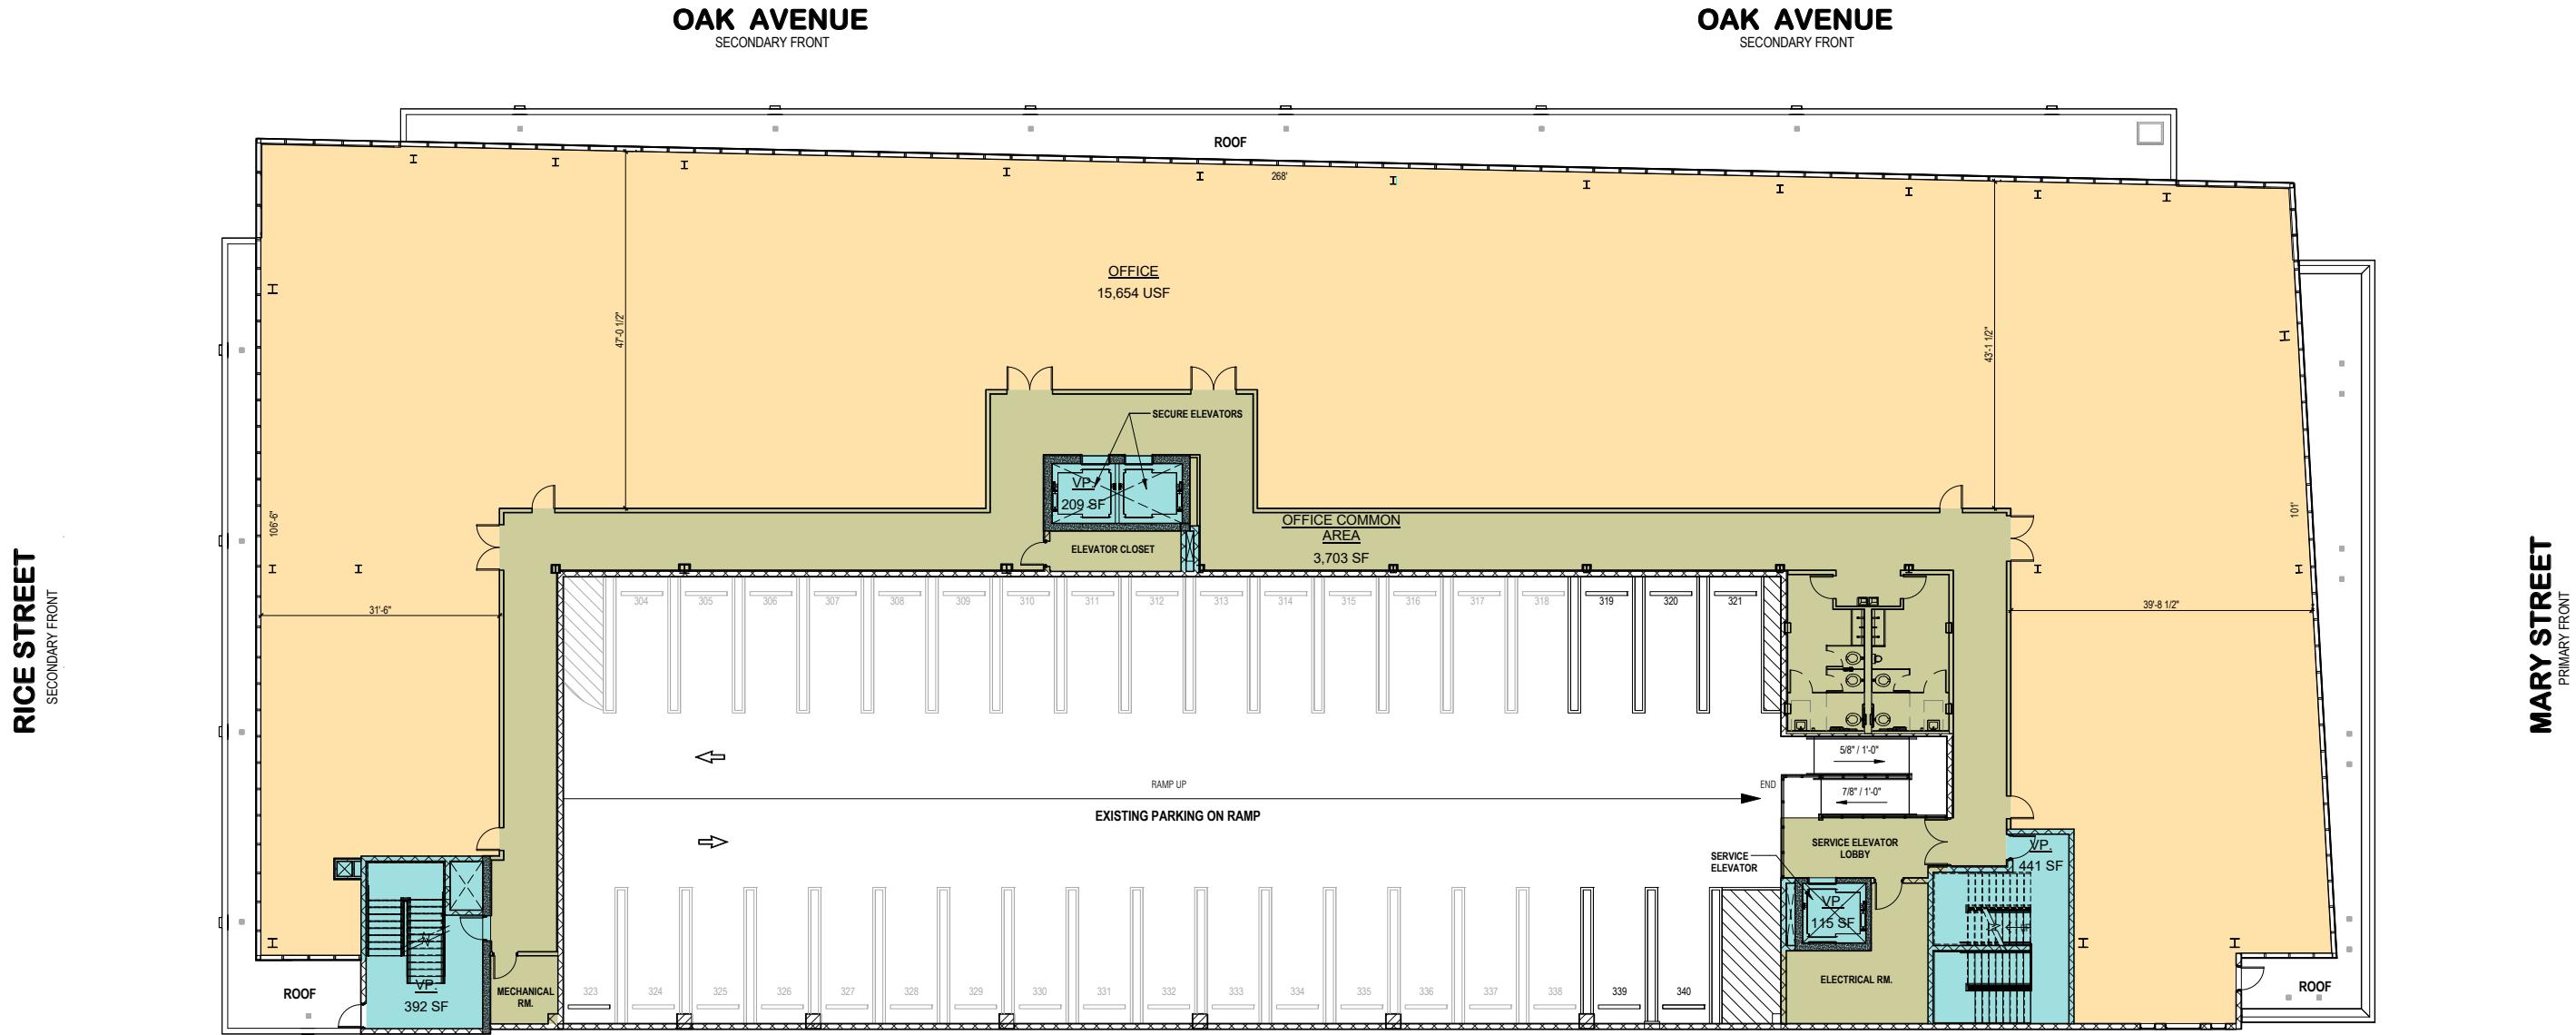 OAK AVENUE
SECONDARY FRONT
OAK AVENUE
SECONDARY FRONT
ROOF
268'
OFFICE
15,654 USF
47'-0 1/2"
43'-1 1/2"
SECURE ELEVATORS
VP.
209 SF
106'-6"
101'
OFFICE COMMON
AREA
3,703 SF
ELEVATOR CLOSET
RICE STREET
SECONDARY FRONT
MARY STREET
PRIMARY FRONT
31'-6"
39'-8 1/2"
304 305 306 307 308 309 310 311 312 313 314 315 316 317 318 319 320 321
5/8" / 1'-0"
RAMP UP
END
7/8" / 1'-0"
EXISTING PARKING ON RAMP
SERVICE ELEVATOR
LOBBY
SERVICE
ELEVATOR
VP.
441 SF
VP.
115 SF
UP
ELECTRICAL RM.
MECHANICAL
RM.
VP.
392 SF
ROOF
ROOF
323 324 325 326 327 328 329 330 331 332 333 334 335 336 337 338 339 340